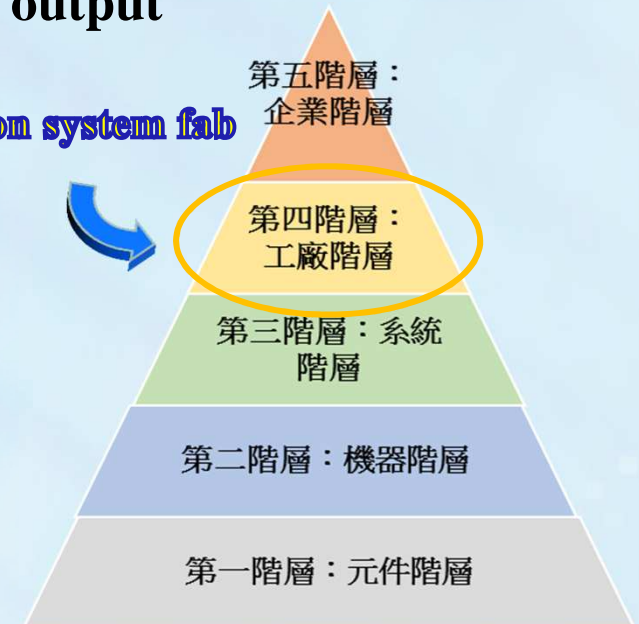 output
on system fab
第五階層：
企業階層
第四階層：
工廠階層
第三階層：系統
階層
第二階層：機器階層
第一階層：元件階層